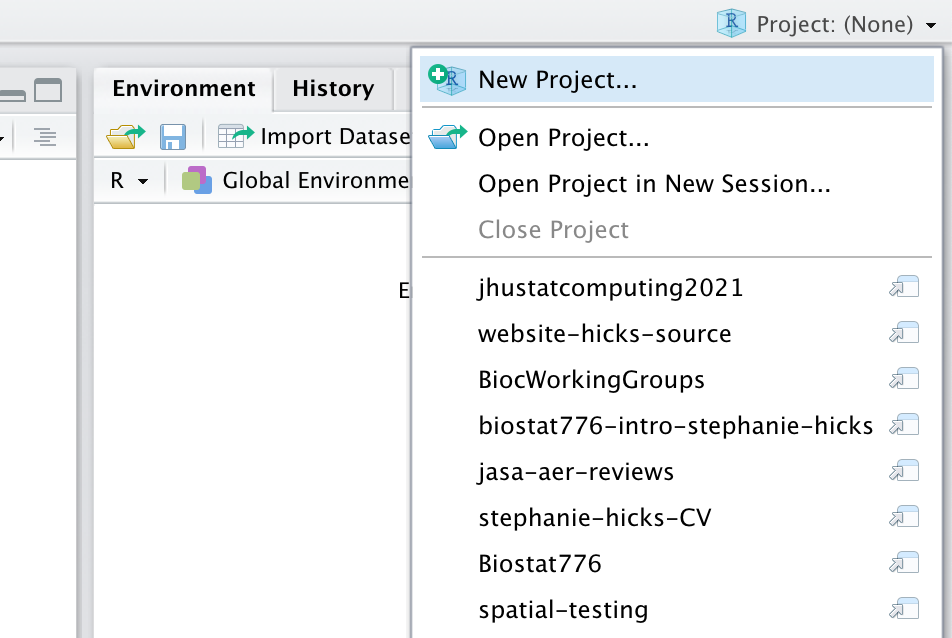 Project: (None)
Environment History
Import Datase
R Global Environme
New Project...
Open Project...
Open Project in New Session...
Close Project
jhustatcomputing2021
website-hicks-source
BiocWorkingGroups
biostat776-intro-stephanie-hicks
jasa-aer-reviews
stephanie-hicks-CV
Biostat776
spatial-testing